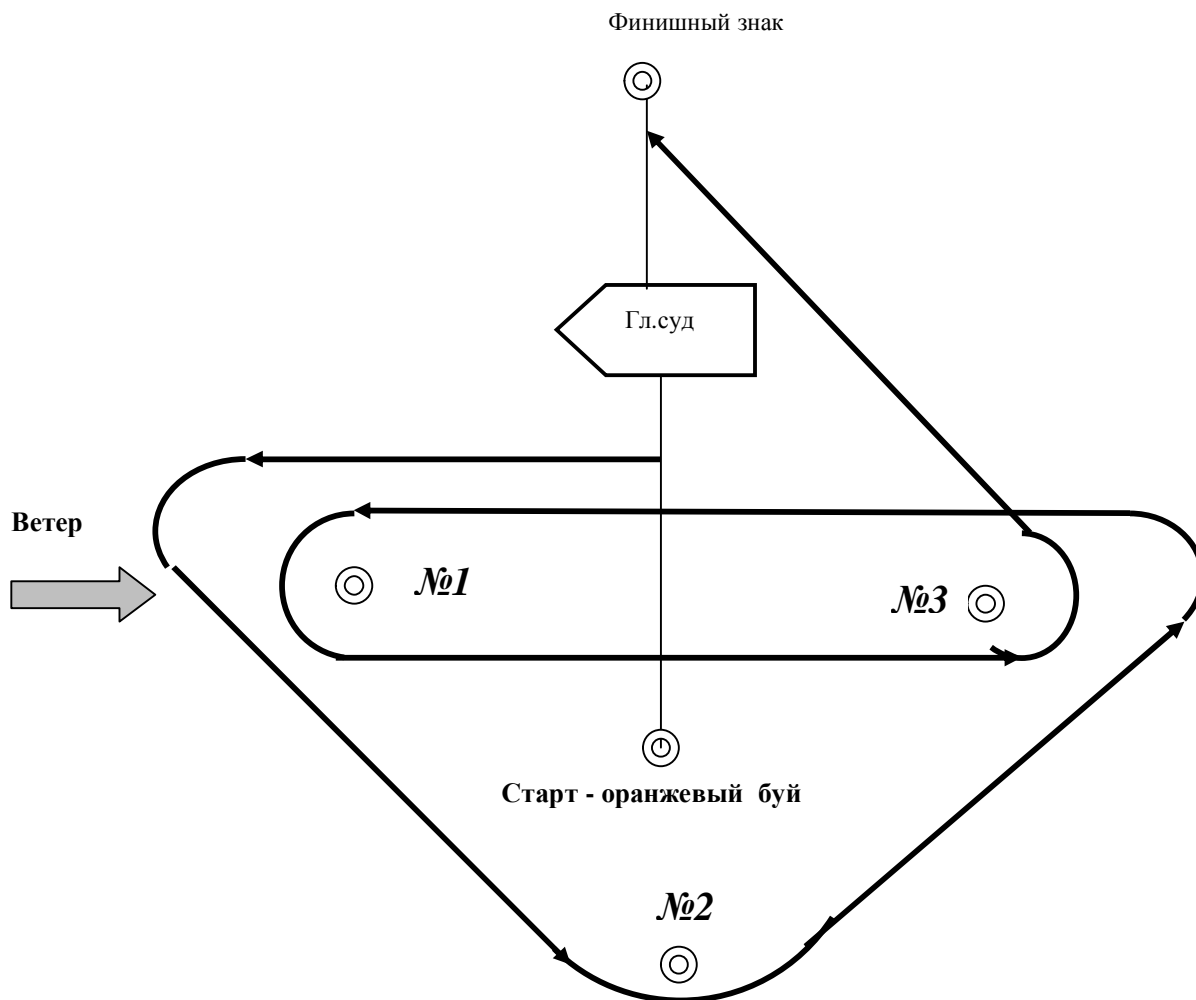 Финишный знак
Гл.суд
Ветер
№1
№3
Старт - оранжевый буй
№2